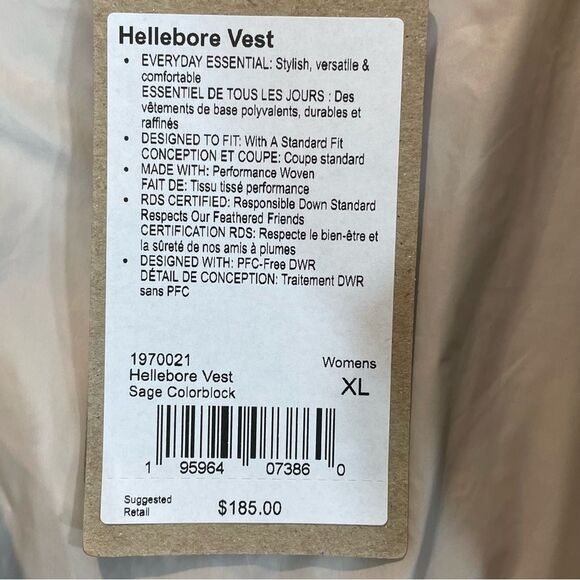 Hellebore Vest
• EVERYDAY ESSENTIAL: Stylish, versatile &
comfortable
ESSENTIEL DE TOUS LES JOURS : Des
vêtements de base polyvalents, durables et
raffinés
• DESIGNED TO FIT: With A Standard Fit
CONCEPTION ET COUPE: Coupe standard
• MADE WITH: Performance Woven
FAIT DE: Tissu tissé performance
• RDS CERTIFIED: Responsible Down Standard
Respects Our Feathered Friends
CERTIFICATION RDS: Respecte le bien-être et
la sûreté de nos amis à plumes
• DESIGNED WITH: PFC-Free DWR
DÉTAIL DE CONCEPTION: Traitement DWR
sans PFC
1970021
Hellebore Vest
Sage Colorblock
Womens
XL
1 95964 07386 0
Suggested
Retail
$185.00